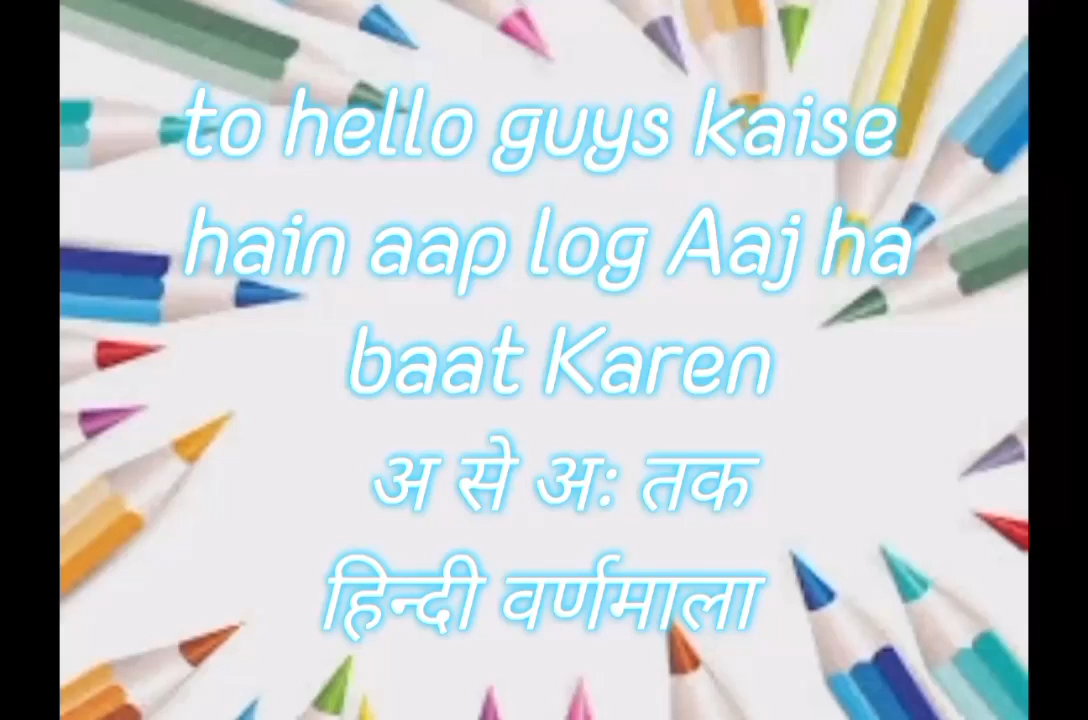 to hello guys kaise
hain aap log Aaj ha
baat Karen
अ से अः तक
हिन्दी वर्णमाला